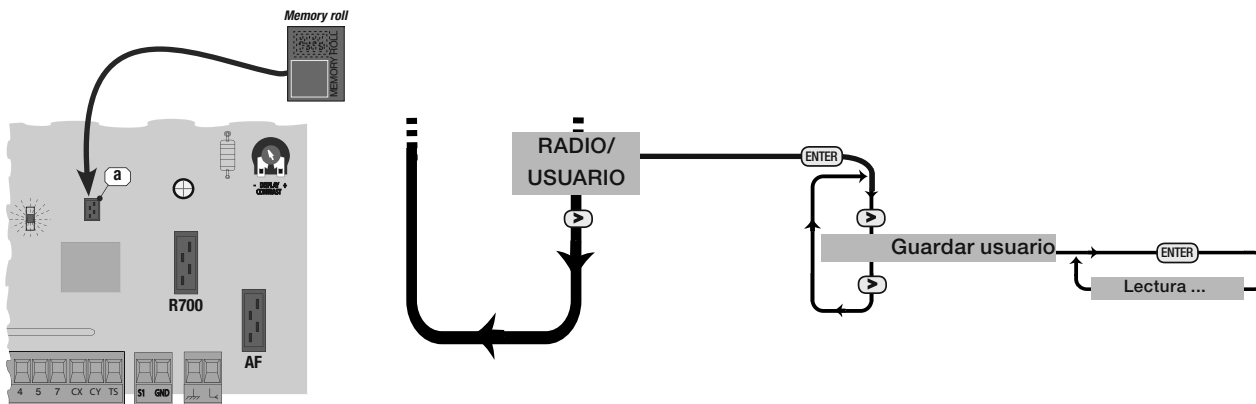 Memory roll
MEMORY ROLL
a
- DISPLAY +
CONTRAST
R700
AF
4 5 7 CX CY TS S1 GND
RADIO/
USUARIO
ENTER
>
>
Guardar usuario
ENTER
>
Lectura ...